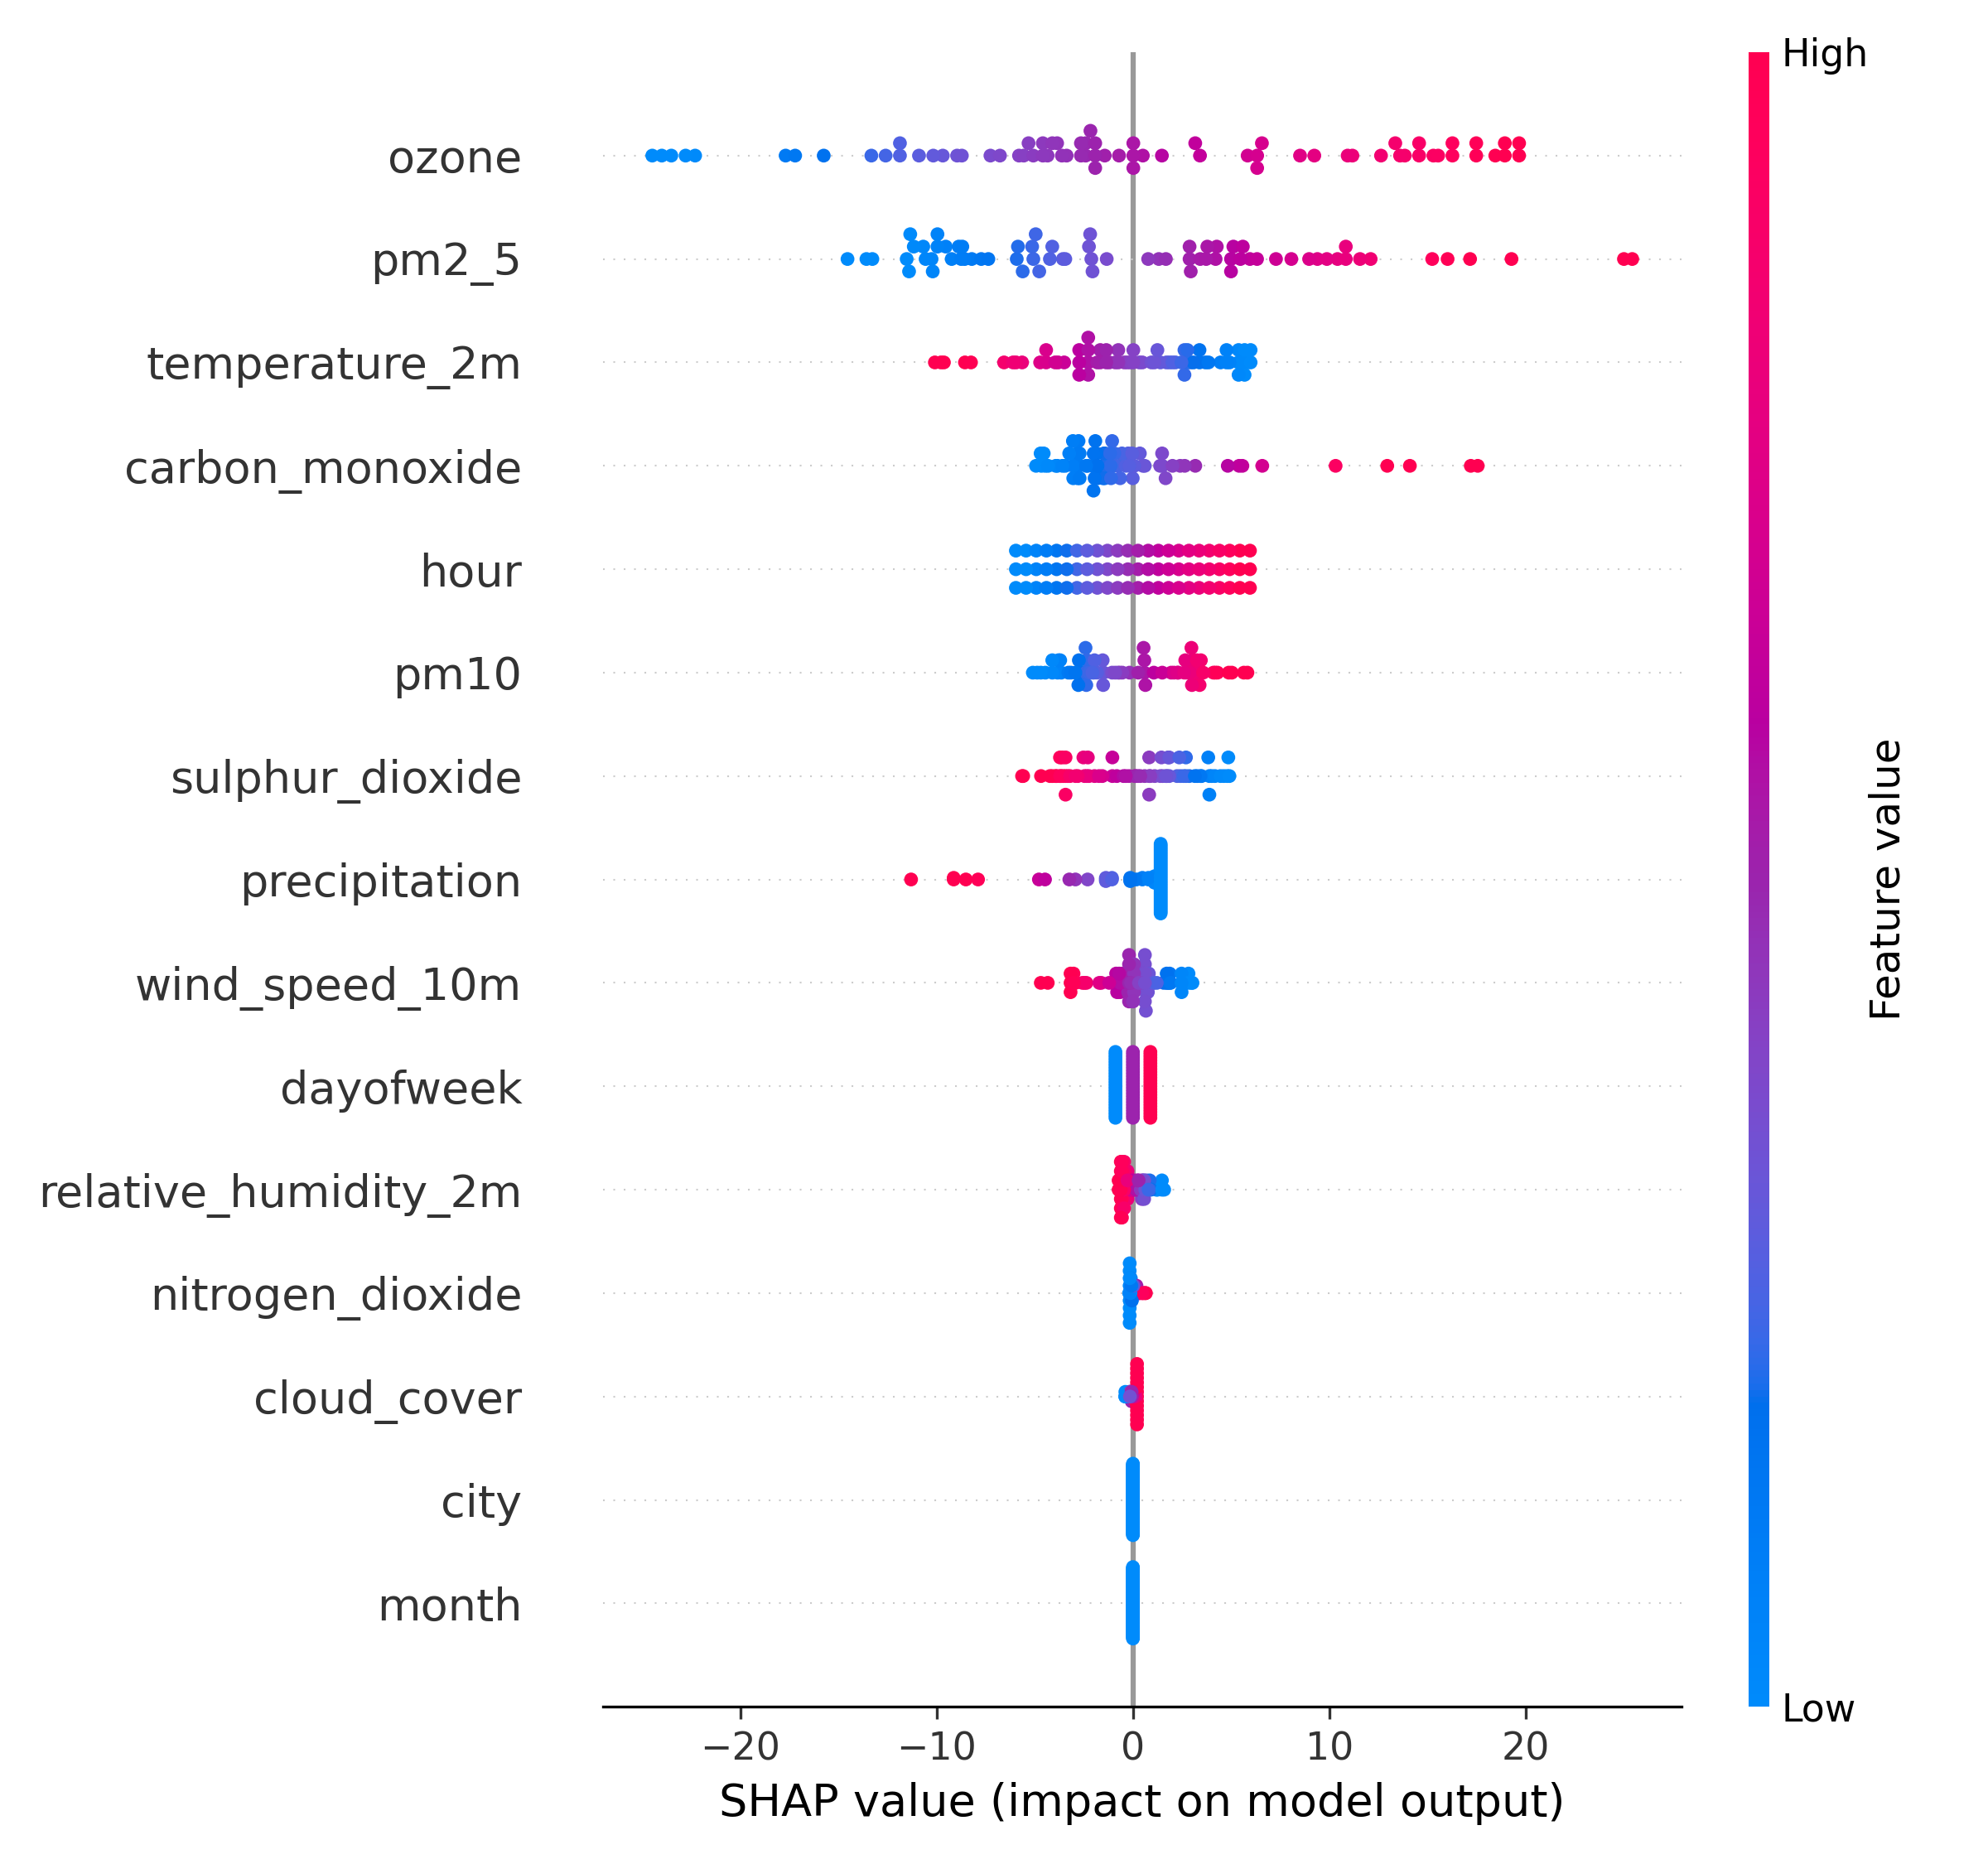 High
ozone
pm2_5
temperature_2m
carbon_monoxide
hour
pm10
sulphur_dioxide
precipitation
wind_speed_10m
dayofweek
relative_humidity_2m
nitrogen_dioxide
cloud_cover
city
month
Feature value
Low
−20 −10 0 10 20
SHAP value (impact on model output)